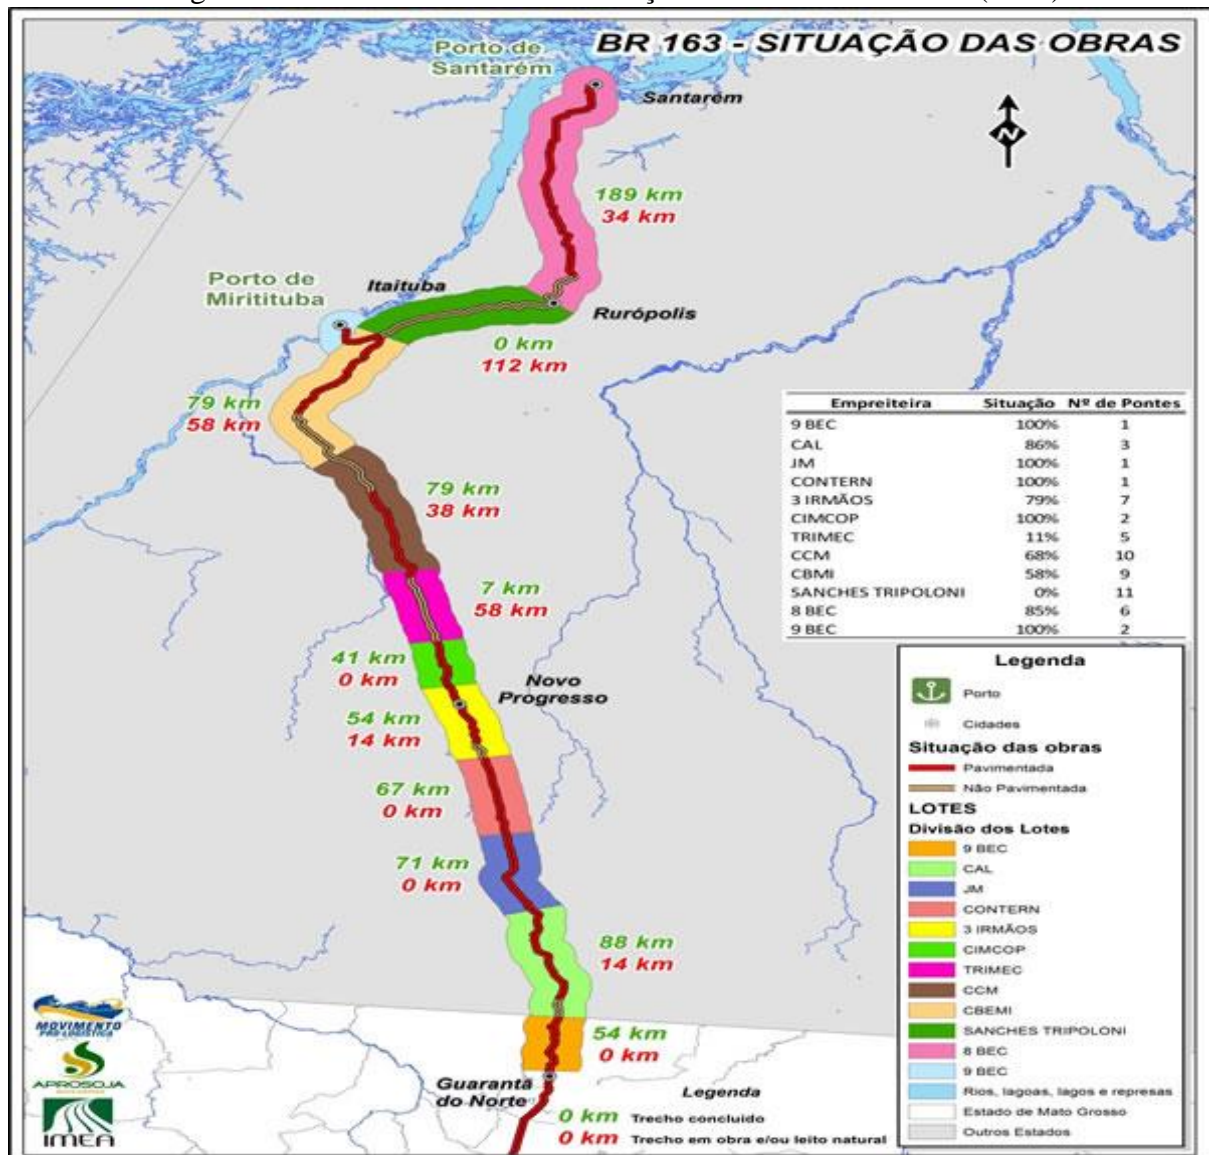 BR 163 - SITUAÇÃO DAS OBRAS
Porto de
Santarém
Santarém
N
189 km
34 km
Porto de
Miritituba
Itaituba
Rurópolis
0 km
112 km
79 km
58 km
79 km
38 km
7 km
58 km
41 km
0 km
Novo
Progresso
54 km
14 km
67 km
0 km
71 km
0 km
88 km
14 km
54 km
0 km
Guarantã
do Norte
Empreiteira Situação Nº de Pontes
9 BEC 100% 1
CAL 86% 3
JM 100% 1
CONTERN 100% 1
3 IRMÃOS 79% 7
CIMCOP 100% 2
TRIMEC 11% 5
CCM 68% 10
CBMI 58% 9
SANCHES TRIPOLONI 0% 11
8 BEC 85% 6
9 BEC 100% 2
Legenda
Porto
Cidades
Situação das obras
Pavimentada
Não Pavimentada
LOTES
Divisão dos Lotes
9 BEC
CAL
JM
CONTERN
3 IRMÃOS
CIMCOP
TRIMEC
CCM
CBEMI
SANCHES TRIPOLONI
8 BEC
9 BEC
Rios, lagoas, lagos e represas
Estado de Mato Grosso
Outros Estados
Legenda
0 km Trecho concluído
0 km Trecho em obra e/ou leito natural
MOVIMENTO
PRÓ-LOGÍSTICA
APROSOJA
IMEA